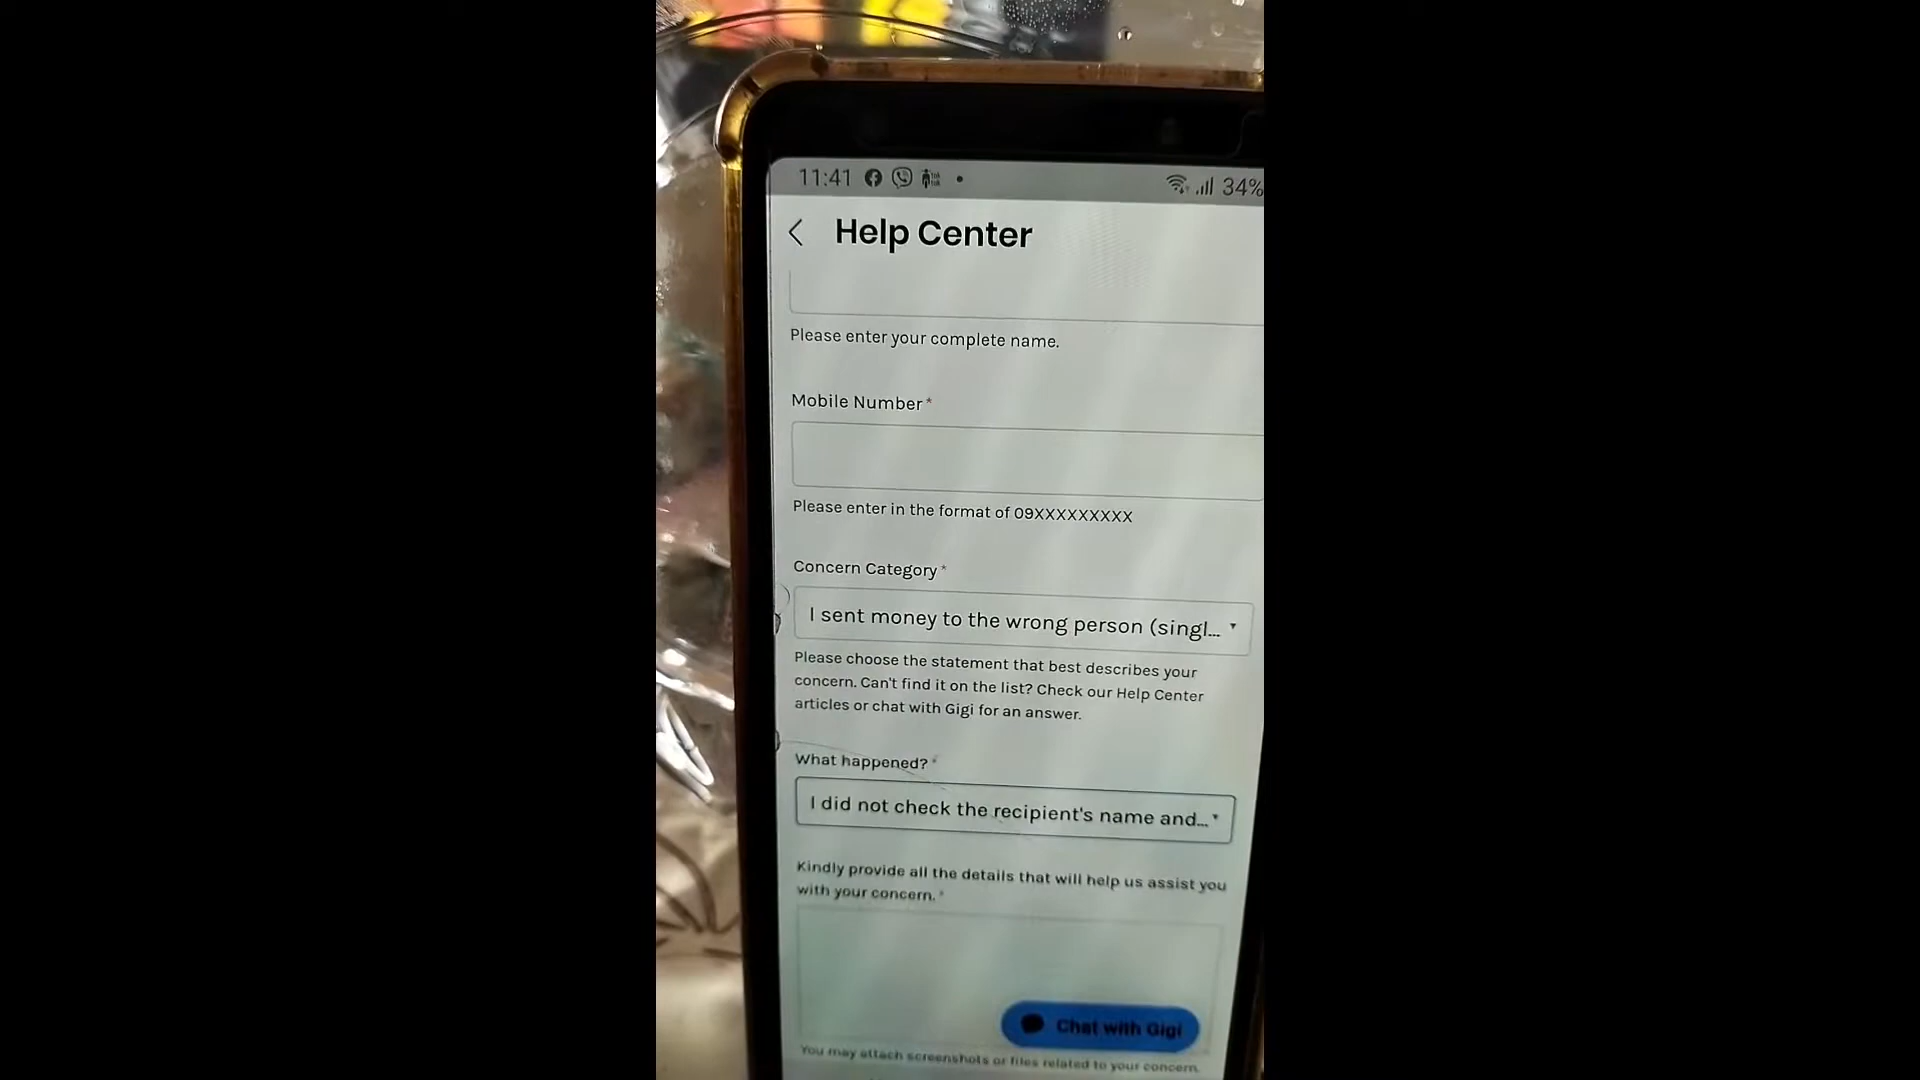 11:41
34%
Help Center
Please enter your complete name.
Mobile Number*
Please enter in the format of 09XXXXXXXXX
Concern Category*
I sent money to the wrong person (singl...
Please choose the statement that best describes your
concern. Can't find it on the list? Check our Help Center
articles or chat with Gigi for an answer.
What happened?*
I did not check the recipient's name and...
Kindly provide all the details that will help us assist you
with your concern.*
Chat with Gigi
You may attach screenshots or files related to your concern.